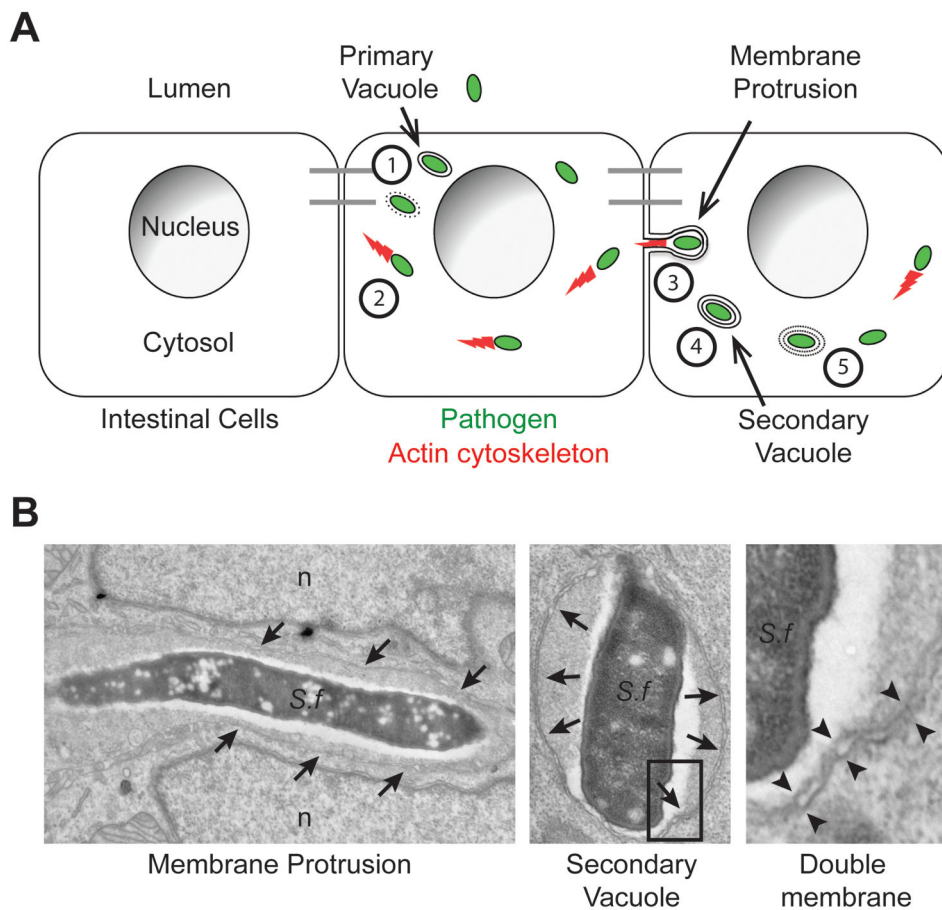 A
Lumen
Primary
Vacuole
Membrane
Protrusion
1
Nucleus
2
3
4
5
Cytosol
Intestinal Cells
Pathogen
Actin cytoskeleton
Secondary
Vacuole
B
n
S.f
n
S.f
S.f
Membrane Protrusion
Secondary
Vacuole
Double
membrane